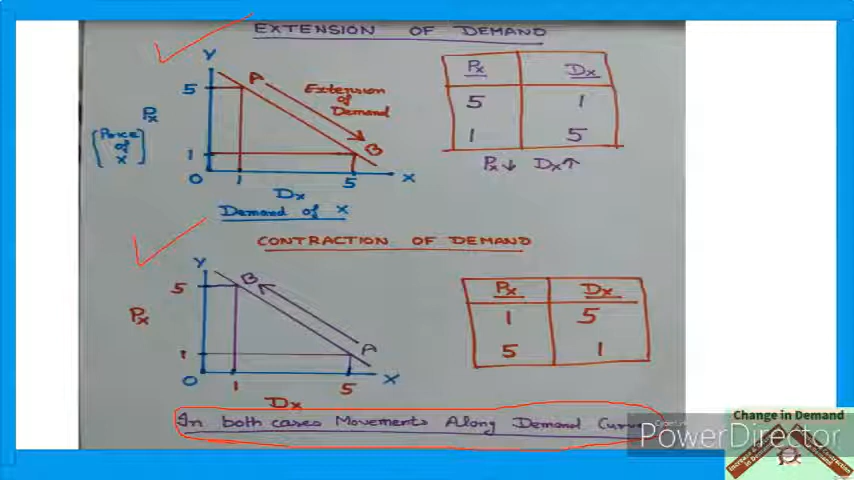 EXTENSION OF DEMAND
Y
5
A
Extension
of
Demand
Px
[Price
of
x]
1
B
0
1
5
X
Dx
Demand of X
Px Dx
5 1
1 5
Px↓ Dx↑
CONTRACTION OF DEMAND
Y
5
B
Px
1
A
0
1
5
X
Dx
Px Dx
1 5
5 1
In both cases Movements Along Demand Curve
PowerDirector
Change in Demand